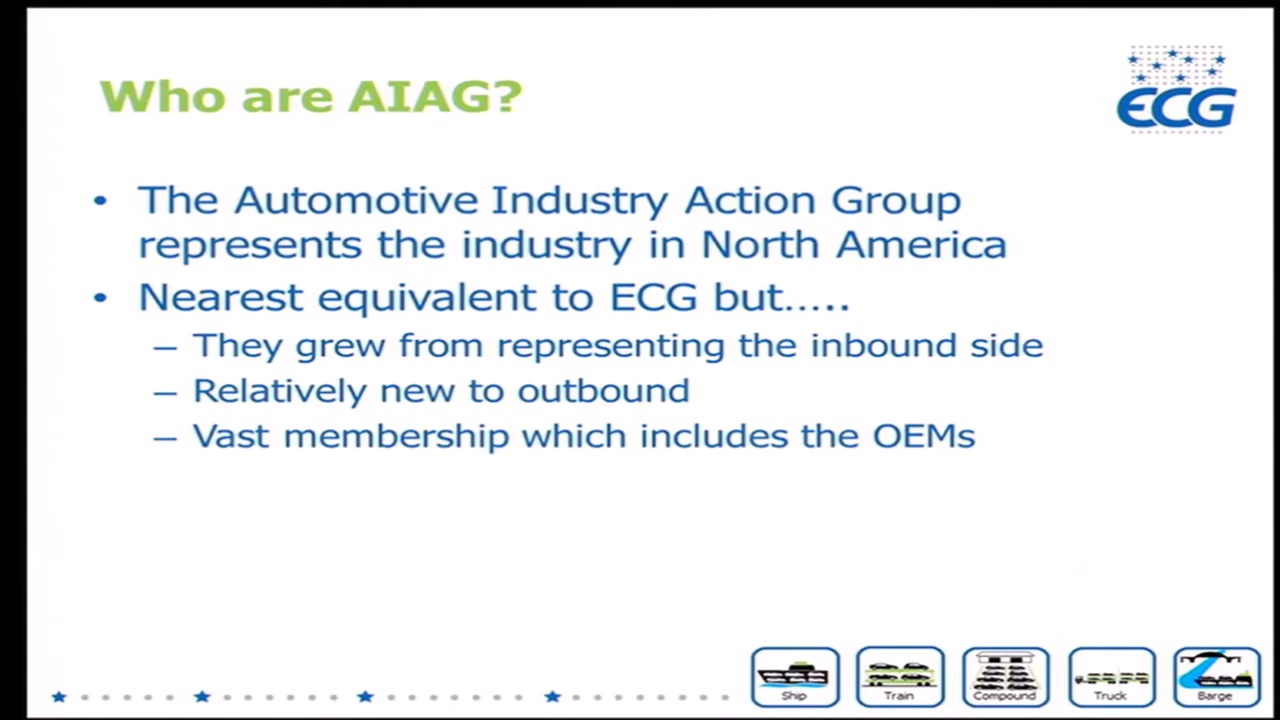 Who are AIAG?
ECG
• The Automotive Industry Action Group
represents the industry in North America
• Nearest equivalent to ECG but.....
– They grew from representing the inbound side
– Relatively new to outbound
– Vast membership which includes the OEMs
Ship
Train
Compound
Truck
Barge